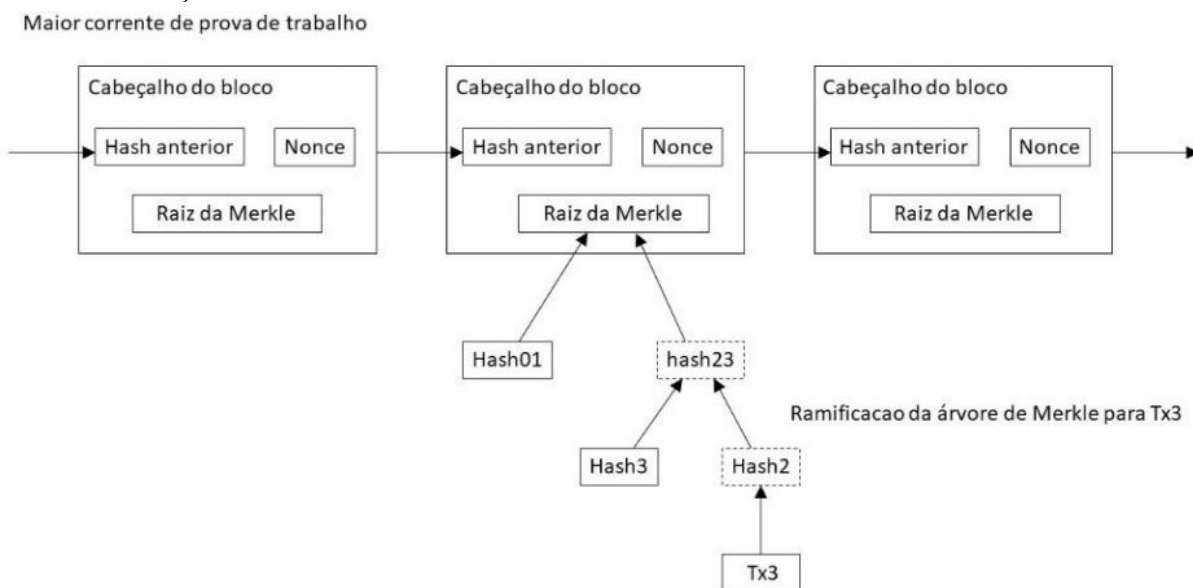 Maior corrente de prova de trabalho
Cabeçalho do bloco
Hash anterior
Nonce
Raiz da Merkle
Cabeçalho do bloco
Hash anterior
Nonce
Raiz da Merkle
Cabeçalho do bloco
Hash anterior
Nonce
Raiz da Merkle
Hash01
hash23
Ramificacao da árvore de Merkle para Tx3
Hash3
Hash2
Tx3